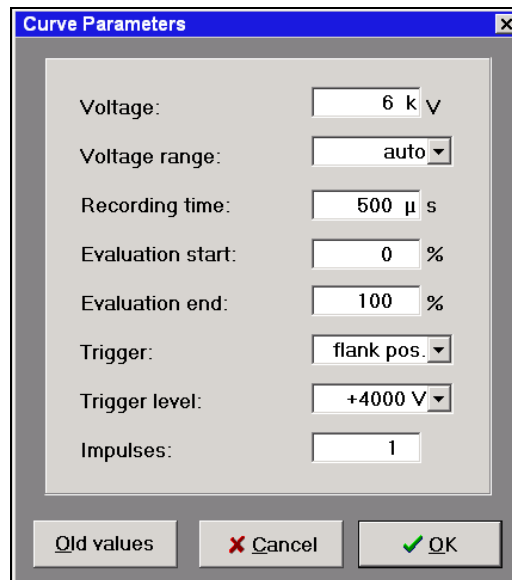 Curve Parameters
Voltage: 6 k V
Voltage range: auto
Recording time: 500 µ s
Evaluation start: 0 %
Evaluation end: 100 %
Trigger: flank pos.
Trigger level: +4000 V
Impulses: 1
Old values Cancel OK